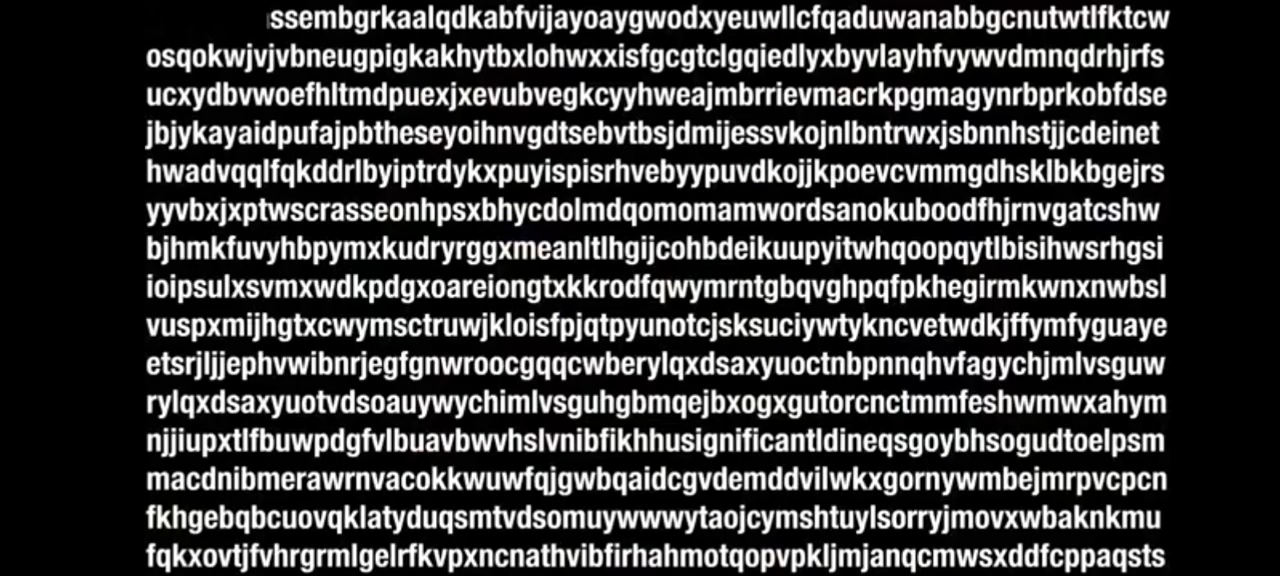 ssembgrkaalqdkabfvijayoaygwodxyeuwllcfqaduwanabbgcnutwtlfktcw
osqokwjvjvbneugpigkakhytbxlohwxxisfgcgtclgqiedlyxbyvlayhfvywvdmnqdrhjrfs
ucxydbvwoefhltmdpuexjxevubvegkcyyhweajmbrrievmacrkpgmagynrbprkobfdse
jbjykayaidpufajpbtheseyoihnvgdtsebvtbsjdmijessvkojnlbntrwxjsbnnhstjjcdeinet
hwadvqqlfqkddrlbyiptrdykxpuyispisrhvebyypuvdkojjkpoevcvmmgdhsklbkbgejrs
yyvbxjxptwscrasseonhpsxbhycdolmdqomomamwordsanokuboodfhjrnvgatcshw
bjhmkfuvyhbpymxkudryrggxmeanltlhgijcohbdeikuupyitwhqoopqytlbisihwsrhgsi
ioipsulxsvmxwdkpdgxoareiongtxkkrodfqwymrntgbqvghpqfpkhegirmkwnxnwbsl
vuspxmijhgtxcwymsctruwjkloisfpjqtpyunotcjsksuciywtykncvetwdkjffymfyguaye
etsrjljjephvwibnrjegfgnwroocgqqcwberylqxdsaxyuoctnbpnnqhvfagychjmlvsguw
rylqxdsaxyuotvdsoauywychimlvsguhgbmqejbxogxgutorcnctmmfeshwmwxahym
njjiupxtlfbuwpdgfvlbuavbwvhslvnibfikhhusignificantldineqsgoybhsogudtoelpsm
macdnibmerawrnvacokkwuwfqjgwbqaidcgvdemddvilwkxgornywmbejmrpvcpcn
fkhgebqbcuovqklatyduqsmtvdsomuywwwytaojcymshtuylsorryjmovxwbaknkmu
fqkxovtjfvhrgrmlgelrfkvpxncnathvibfirhahmotqopvpkljmjanqcmwsxddfcppaqsts